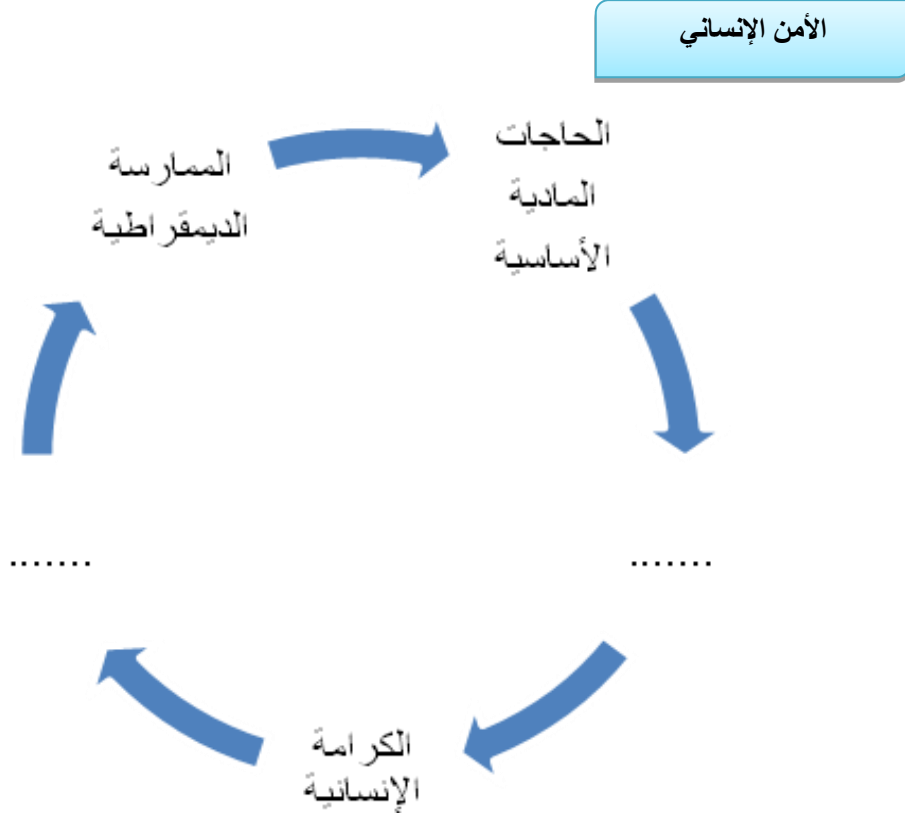 الأمن الإنساني
الحاجات
المادية
الأساسية
.......
الكرامة
الإنسانية
.......
الممارسة
الديمقراطية